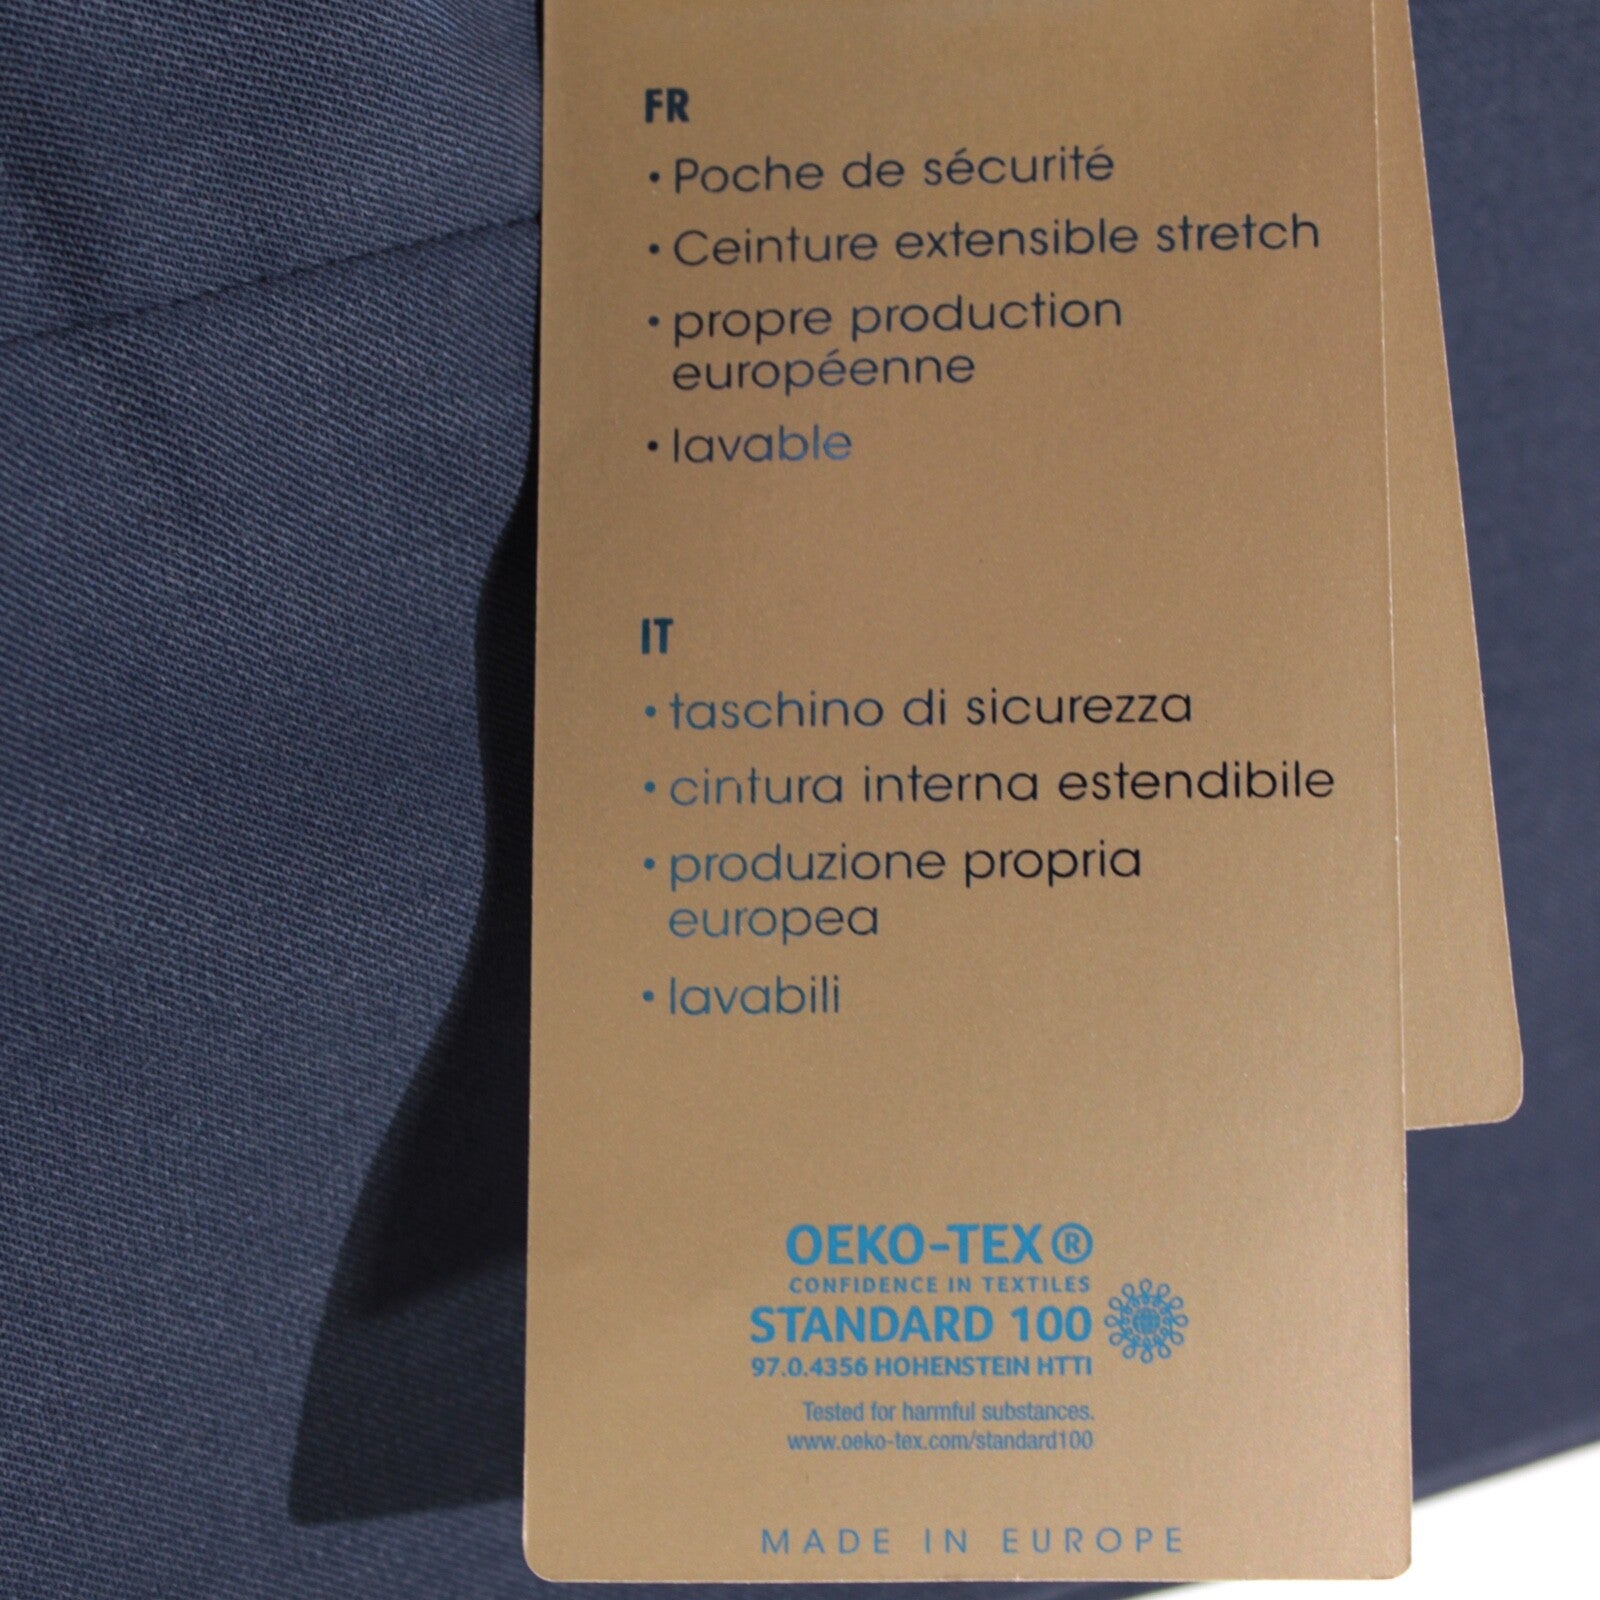 FR
• Poche de sécurité
• Ceinture extensible stretch
• propre production
européenne
• lavable
IT
• taschino di sicurezza
• cintura interna estendibile
• produzione propria
europea
• lavabili
OEKO-TEX®
CONFIDENCE IN TEXTILES
STANDARD 100
97.0.4356 HOHENSTEIN HTTI
Tested for harmful substances.
www.oeko-tex.com/standard100
MADE IN EUROPE